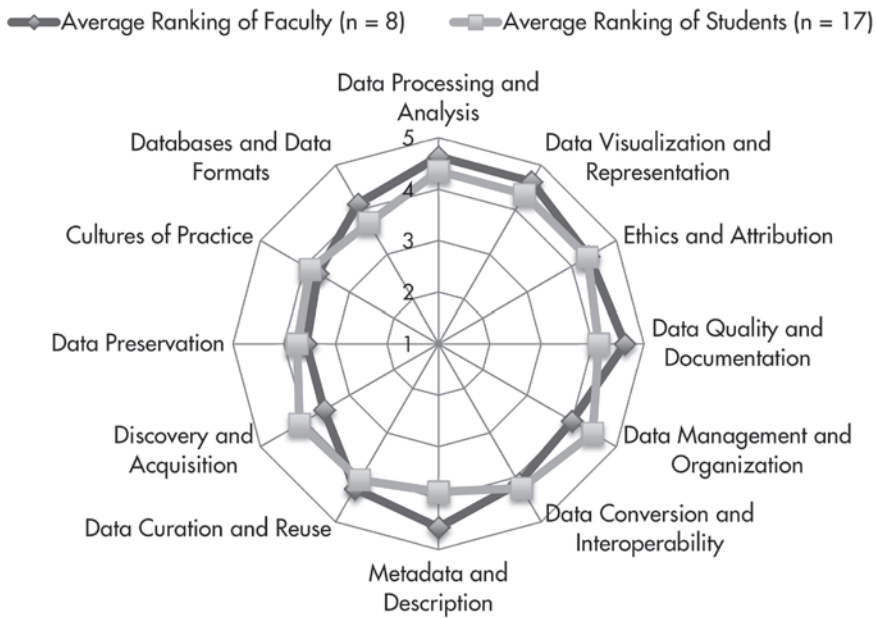 Average Ranking of Faculty (n = 8)
Average Ranking of Students (n = 17)
Data Processing and
Analysis
Databases and Data
Formats
Data Visualization and
Representation
Cultures of Practice
Ethics and Attribution
Data Preservation
Data Quality and
Documentation
Discovery and
Acquisition
Data Management and
Organization
Data Curation and Reuse
Data Conversion and
Interoperability
Metadata and
Description
5
4
3
2
1